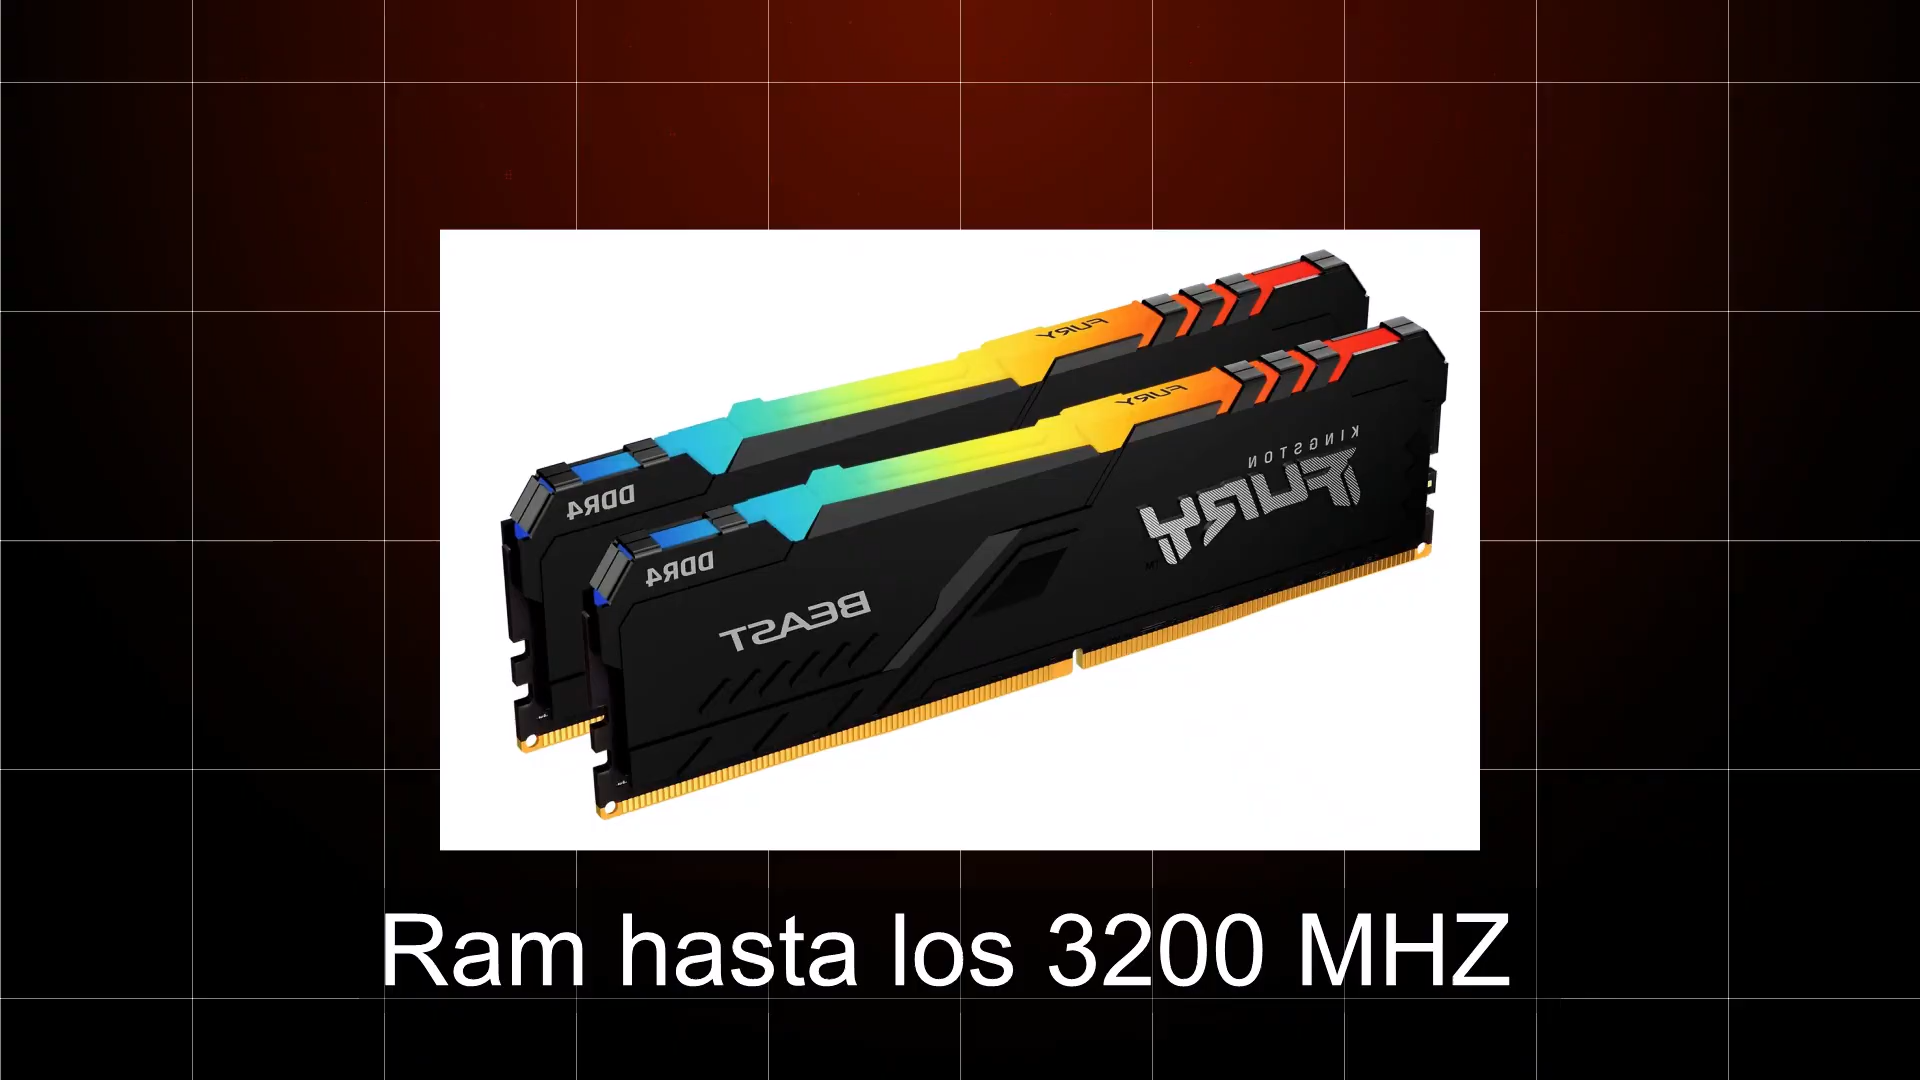 FURY
FURY
KINGSTON
FURY
DDR4
DDR4
BEAST
Ram hasta los 3200 MHZ